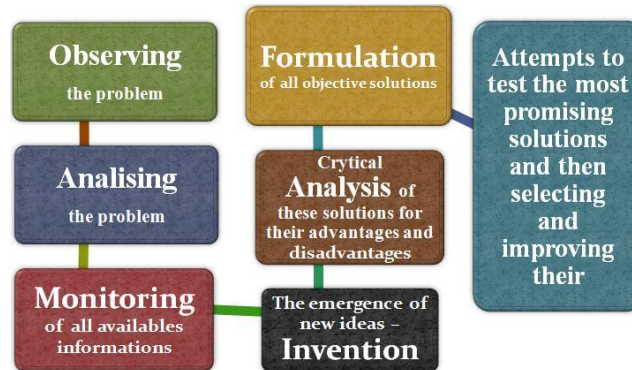 Observing
the problem
Analising
the problem
Monitoring
of all availables
informations
The emergence of
new ideas –
Invention
Crytical
Analysis of
these solutions for
their advantages and
disadvantages
Formulation
of all objective solutions
Attempts to
test the most
promising
solutions
and then
selecting
and
improving
their